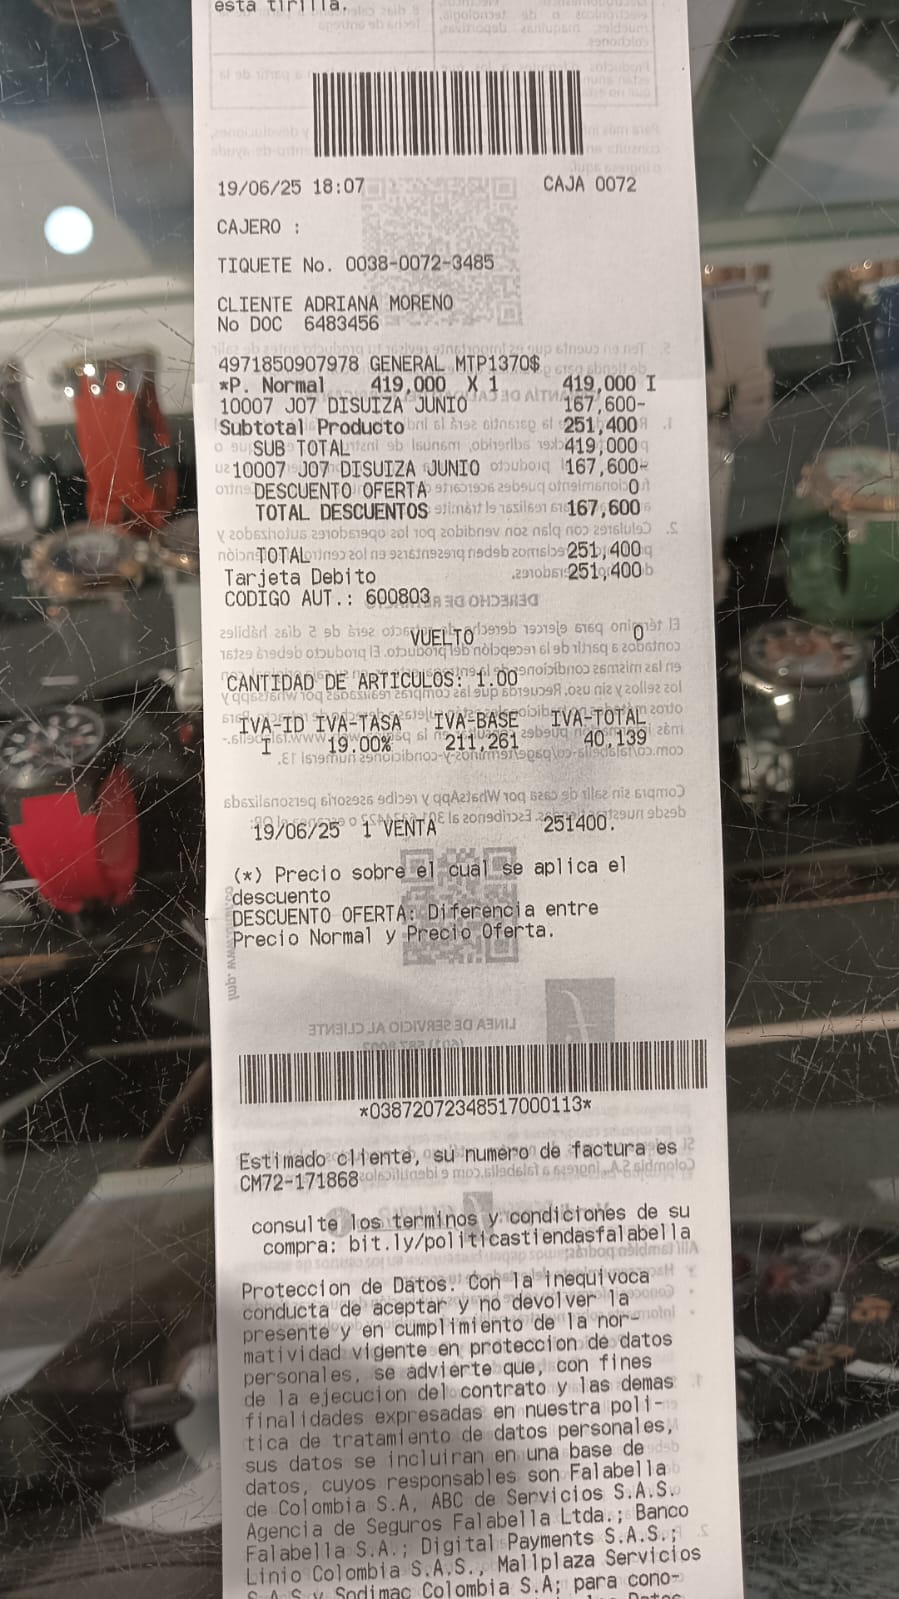 esta tirilla.
19/06/25 18:07 CAJA 0072
CAJERO :
TIQUETE No. 0038-0072-3485
CLIENTE ADRIANA MORENO
No DOC 6483456
4971850907978 GENERAL MTP1370$
*P. Normal 419,000 X 1 419,000 I
10007 J07 DISUIZA JUNIO 167,600-
Subtotal Producto 251,400
SUB TOTAL 419,000
10007 J07 DISUIZA JUNIO 167,600-
DESCUENTO OFERTA 0
TOTAL DESCUENTOS 167,600
TOTAL 251,400
Tarjeta Debito 251,400
CODIGO AUT.: 600803
VUELTO 0
CANTIDAD DE ARTICULOS: 1.00
IVA-ID IVA-TASA IVA-BASE IVA-TOTAL
I 19.00% 211,261 40,139
19/06/25 1 VENTA 251400.
(*) Precio sobre el cual se aplica el
descuento
DESCUENTO OFERTA: Diferencia entre
Precio Normal y Precio Oferta.
*03872072348517000113*
Estimado cliente, su numero de factura es
CM72-171868
consulte los terminos y condiciones de su
compra: bit.ly/politicastiendasfalabella
Proteccion de Datos. Con la inequivoca
conducta de aceptar y no devolver la
presente y en cumplimiento de la nor-
matividad vigente en proteccion de datos
personales, se advierte que, con fines
de la ejecucion del contrato y las demas
finalidades expresadas en nuestra poli-
tica de tratamiento de datos personales,
sus datos se incluiran en una base de
datos, cuyos responsables son Falabella
de Colombia S.A, ABC de Servicios S.A.S.
Agencia de Seguros Falabella Ltda.; Banco
Falabella S.A.; Digital Payments S.A.S.;
Linio Colombia S.A.S., Mallplaza Servicios
S.A.S y Sodimac Colombia S.A; para cono-